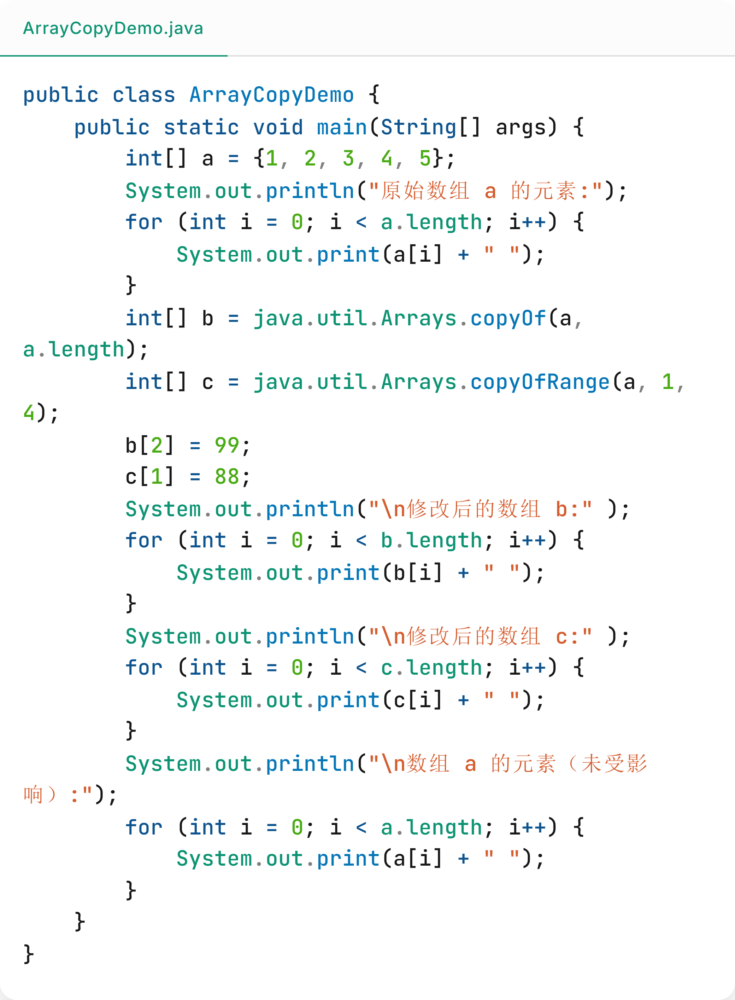 ArrayCopyDemo.java
public class ArrayCopyDemo {
    public static void main(String[] args) {
        int[] a = {1, 2, 3, 4, 5};
        System.out.println("原始数组 a 的元素:");
        for (int i = 0; i < a.length; i++) {
            System.out.print(a[i] + " ");
        }
        int[] b = java.util.Arrays.copyOf(a,
a.length);
        int[] c = java.util.Arrays.copyOfRange(a, 1,
4);
        b[2] = 99;
        c[1] = 88;
        System.out.println("\n修改后的数组 b:" );
        for (int i = 0; i < b.length; i++) {
            System.out.print(b[i] + " ");
        }
        System.out.println("\n修改后的数组 c:" );
        for (int i = 0; i < c.length; i++) {
            System.out.print(c[i] + " ");
        }
        System.out.println("\n数组 a 的元素（未受影
响）:");
        for (int i = 0; i < a.length; i++) {
            System.out.print(a[i] + " ");
        }
    }
}